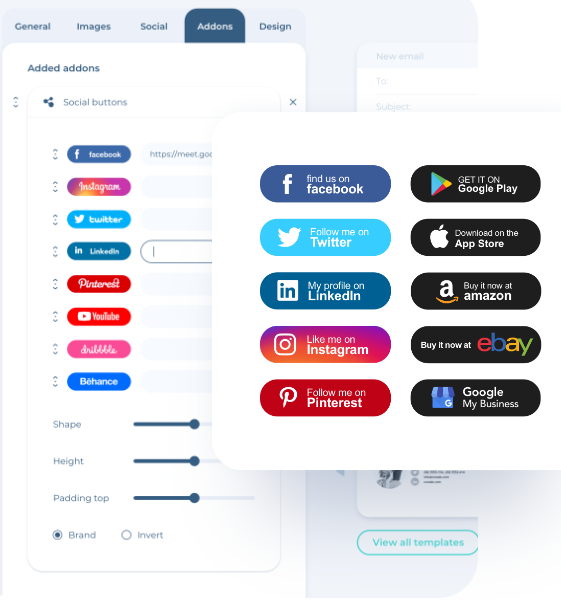 General
Images
Social
Addons
Design
Added addons
Social buttons
facebook
https://meet.goo
Instagram
twitter
in LinkedIn
Pinterest
YouTube
dribbble
Bēhance
Shape
Height
Padding top
Brand
Invert
New email
To:
Subject:
find us on
facebook
Follow me on
Twitter
in My profile on
LinkedIn
Like me on
Instagram
Follow me on
Pinterest
GET IT ON
Google Play
Download on the
App Store
Buy it now at
amazon
Buy it now at ebay
Google
My Business
View all templates